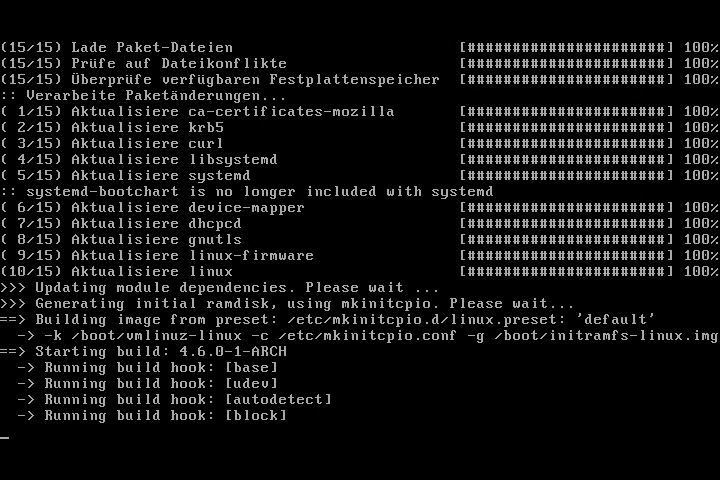 (15/15) Lade Paket-Dateien [######################] 100%
(15/15) Prüfe auf Dateikonflikte [######################] 100%
(15/15) Überprüfe verfügbaren Festplattenspeicher [######################] 100%
:: Verarbeite Paketänderungen...
( 1/15) Aktualisiere ca-certificates-mozilla [######################] 100%
( 2/15) Aktualisiere krb5 [######################] 100%
( 3/15) Aktualisiere curl [######################] 100%
( 4/15) Aktualisiere libsystemd [######################] 100%
( 5/15) Aktualisiere systemd [######################] 100%
:: systemd-bootchart is no longer included with systemd
( 6/15) Aktualisiere device-mapper [######################] 100%
( 7/15) Aktualisiere dhcpcd [######################] 100%
( 8/15) Aktualisiere gnutls [######################] 100%
( 9/15) Aktualisiere linux-firmware [######################] 100%
(10/15) Aktualisiere linux [######################] 100%
>>> Updating module dependencies. Please wait ...
>>> Generating initial ramdisk, using mkinitcpio. Please wait...
==> Building image from preset: /etc/mkinitcpio.d/linux.preset: 'default'
  -> -k /boot/vmlinuz-linux -c /etc/mkinitcpio.conf -g /boot/initramfs-linux.img
==> Starting build: 4.6.0-1-ARCH
  -> Running build hook: [base]
  -> Running build hook: [udev]
  -> Running build hook: [autodetect]
  -> Running build hook: [block]